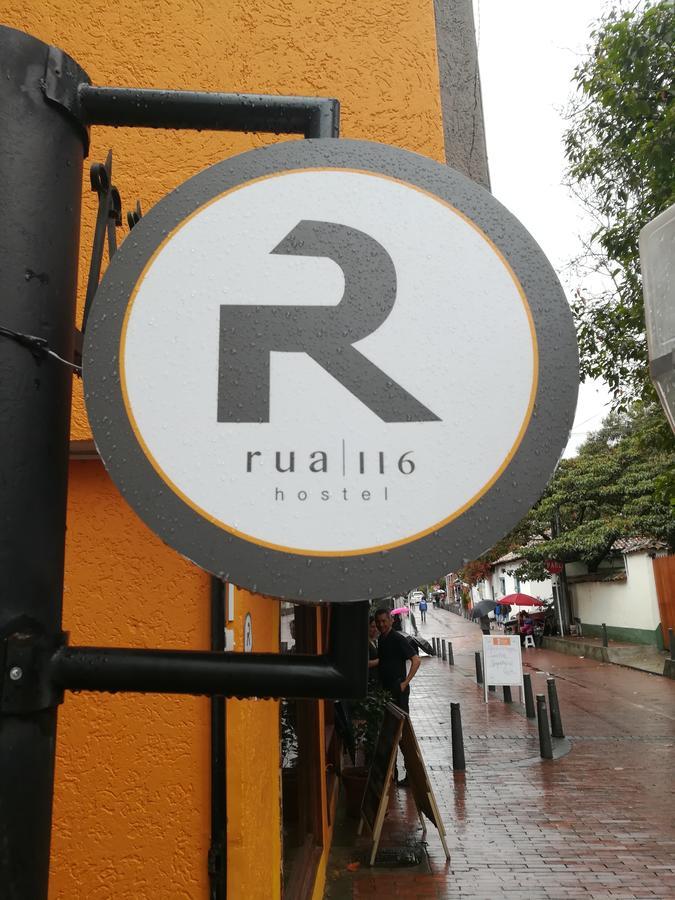 R
rua | 116
hostel